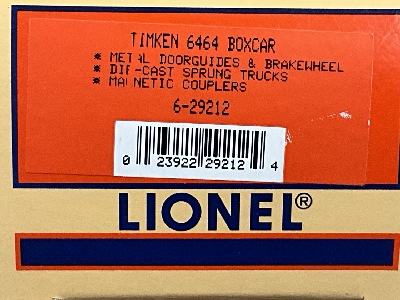 TIMKEN 6464 BOXCAR
* METAL DOORGUIDES & BRAKEWHEEL
* DIE-CAST SPRUNG TRUCKS
* MAGNETIC COUPLERS
6-29212
0 23922 29212 4
LIONEL®